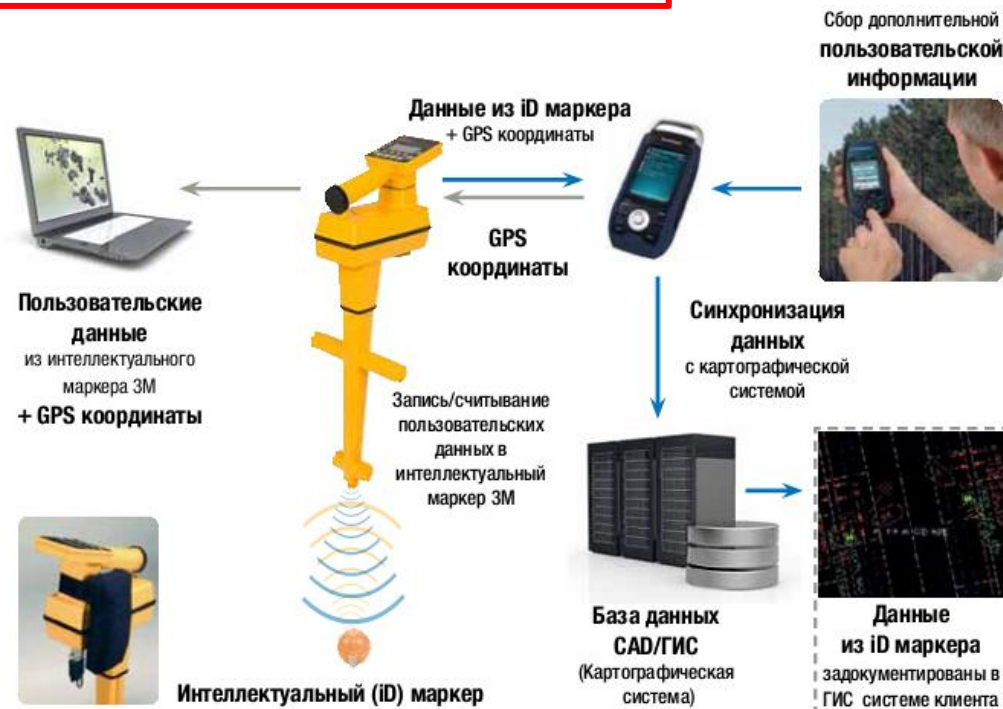 Сбор дополнительной
пользовательской
информации
Данные из iD маркера
+ GPS координаты
GPS
координаты
Пользовательские
данные
из интеллектуального
маркера 3М
+ GPS координаты
Синхронизация
данных
с картографической
системой
Запись/считывание
пользовательских
данных в
интеллектуальный
маркер 3М
База данных
CAD/ГИС
(Картографическая
система)
Данные
из iD маркера
задокументированы в
ГИС системе клиента
Интеллектуальный (iD) маркер